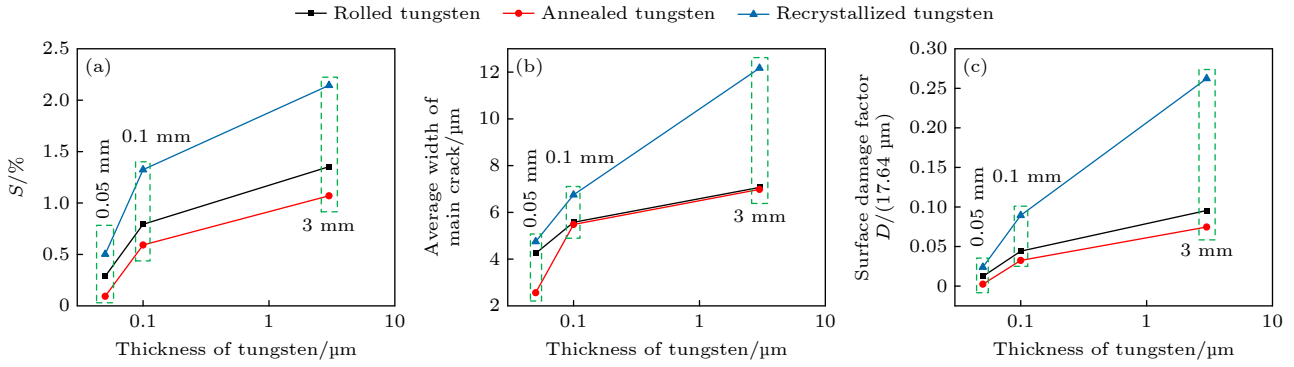 Rolled tungsten Annealed tungsten Recrystallized tungsten
(a)
S/%
2.5
2.0
1.5
1.0
0.5
0
0.05 mm
0.1 mm
3 mm
0.1 1 10
Thickness of tungsten/µm
(b)
Average width of
main crack/µm
12
10
8
6
4
2
0.05 mm
0.1 mm
3 mm
0.1 1 10
Thickness of tungsten/µm
(c)
Surface damage factor
D/(17.64 µm)
0.30
0.25
0.20
0.15
0.10
0.05
0
0.05 mm
0.1 mm
3 mm
0.1 1 10
Thickness of tungsten/µm